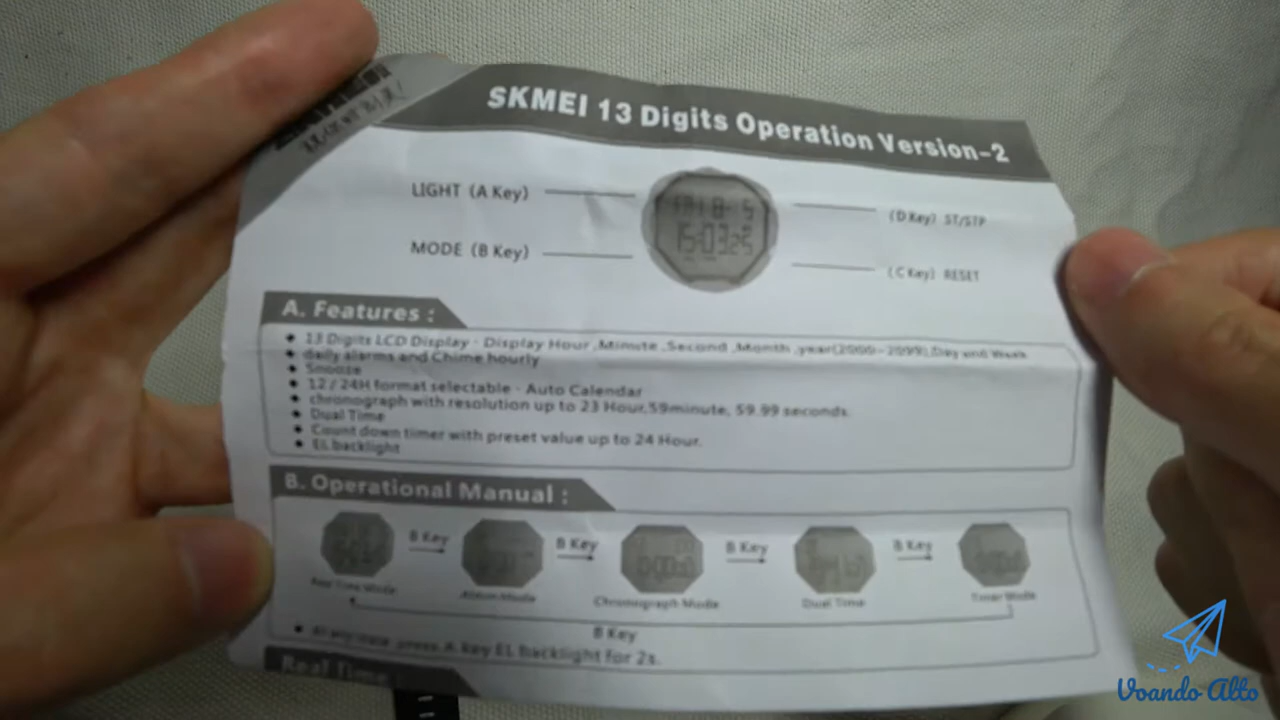 SKMEI 13 Digits Operation Version-2
LIGHT (A Key)
(D Key) ST/STP
MODE (B Key)
(C Key) RESET
A. Features :
13 Digits LCD Display - Display Hour ,Minute ,Second ,Month ,year(2000~2099),Day and Week
daily alarms and Chime hourly
Snooze
12 / 24H format selectable - Auto Calendar
chronograph with resolution up to 23 Hour,59minute, 59.99 seconds.
Dual Time
Count down timer with preset value up to 24 Hour.
EL backlight
B. Operational Manual :
B Key B Key B Key B Key
Real Time Mode Alarm Mode Chronograph Mode Dual Time Timer Mode
B Key
press A key EL Backlight for 2s.
Real Time
Voando Alto